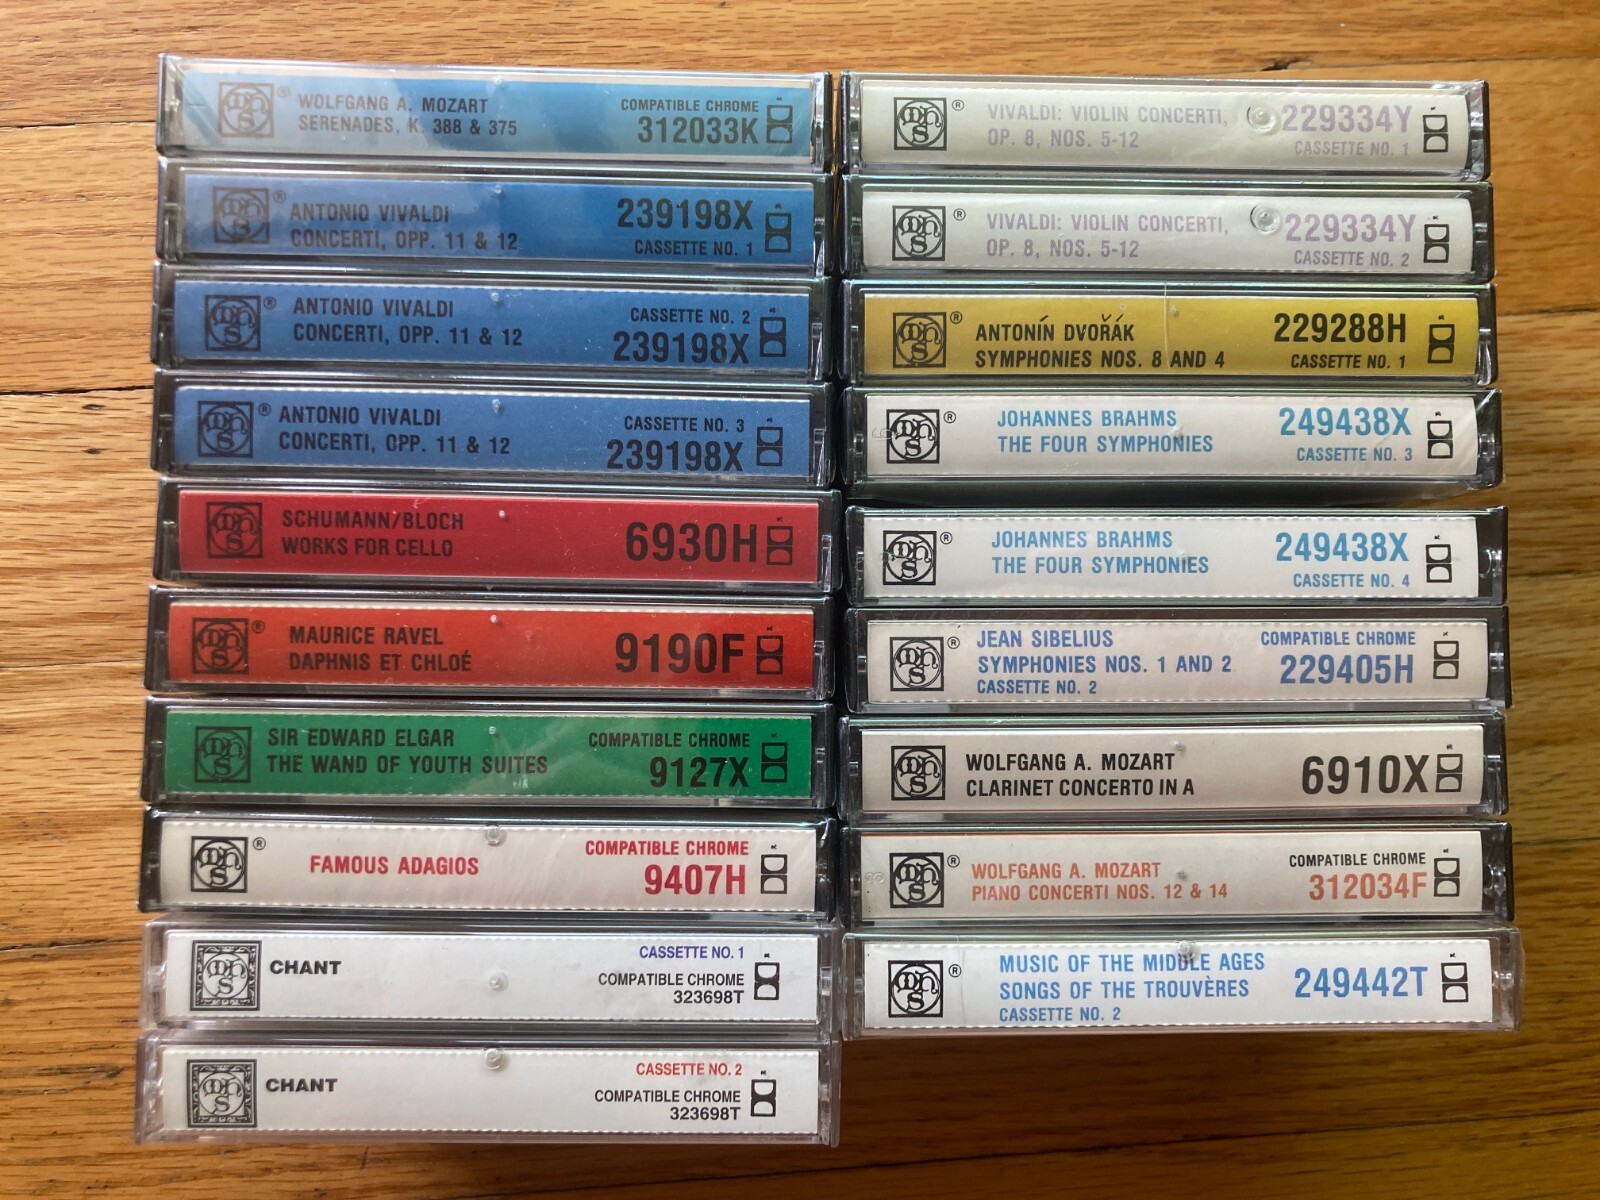 WOLFGANG A. MOZART
SERENADES, K. 388 & 375
COMPATIBLE CHROME
312033K
ANTONIO VIVALDI
CONCERTI, OPP. 11 & 12
239198X
CASSETTE NO. 1
ANTONIO VIVALDI
CONCERTI, OPP. 11 & 12
CASSETTE NO. 2
239198X
ANTONIO VIVALDI
CONCERTI, OPP. 11 & 12
CASSETTE NO. 3
239198X
SCHUMANN/BLOCH
WORKS FOR CELLO
6930H
MAURICE RAVEL
DAPHNIS ET CHLOÉ
9190F
SIR EDWARD ELGAR
THE WAND OF YOUTH SUITES
COMPATIBLE CHROME
9127X
FAMOUS ADAGIOS
COMPATIBLE CHROME
9407H
CHANT
CASSETTE NO. 1
COMPATIBLE CHROME
323698T
CHANT
CASSETTE NO. 2
COMPATIBLE CHROME
323698T
VIVALDI: VIOLIN CONCERTI,
OP. 8, NOS. 5-12
229334Y
CASSETTE NO. 1
VIVALDI: VIOLIN CONCERTI,
OP. 8, NOS. 5-12
229334Y
CASSETTE NO. 2
ANTONÍN DVOŘÁK
SYMPHONIES NOS. 8 AND 4
229288H
CASSETTE NO. 1
JOHANNES BRAHMS
THE FOUR SYMPHONIES
249438X
CASSETTE NO. 3
JOHANNES BRAHMS
THE FOUR SYMPHONIES
249438X
CASSETTE NO. 4
JEAN SIBELIUS
SYMPHONIES NOS. 1 AND 2
CASSETTE NO. 2
COMPATIBLE CHROME
229405H
WOLFGANG A. MOZART
CLARINET CONCERTO IN A
6910X
WOLFGANG A. MOZART
PIANO CONCERTI NOS. 12 & 14
COMPATIBLE CHROME
312034F
MUSIC OF THE MIDDLE AGES
SONGS OF THE TROUVÈRES
CASSETTE NO. 2
249442T